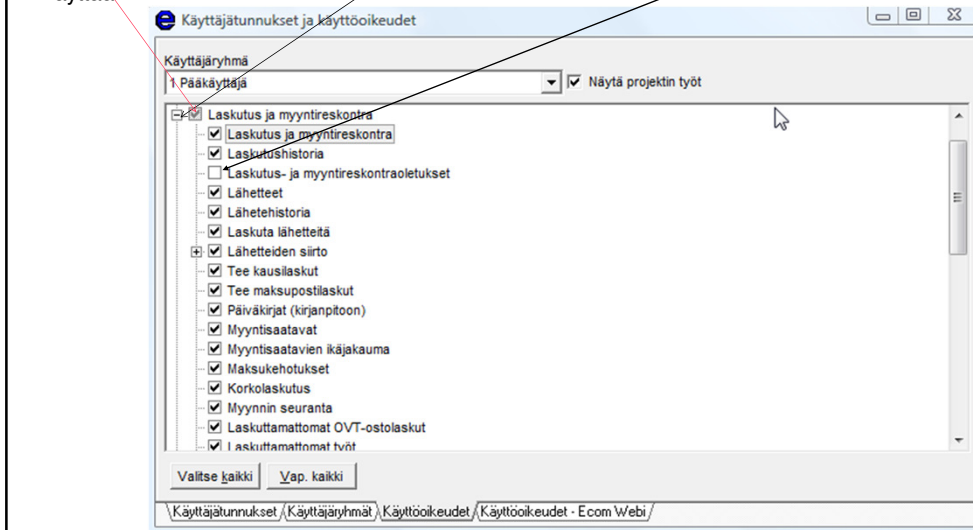 Käyttäjätunnukset ja käyttöoikeudet
Käyttäjäryhmä
1 Pääkäyttäjä
Näytä projektin työt
Laskutus ja myyntireskontra
Laskutus ja myyntireskontra
Laskutushistoria
Laskutus- ja myyntireskontraoletukset
Lähetteet
Lähetehistoria
Laskuta lähetteitä
Lähetteiden siirto
Tee kausilaskut
Tee maksupostilaskut
Päiväkirjat (kirjanpitoon)
Myyntisaatavat
Myyntisaatavien ikäjakauma
Maksukehotukset
Korkolaskutus
Myynnin seuranta
Laskuttamattomat OVT-ostolaskut
Laskuttamattomat työt
Valitse kaikki Vap. kaikki
Käyttäjätunnukset Käyttäjäryhmät Käyttöoikeudet Käyttöoikeudet - Ecom Webi